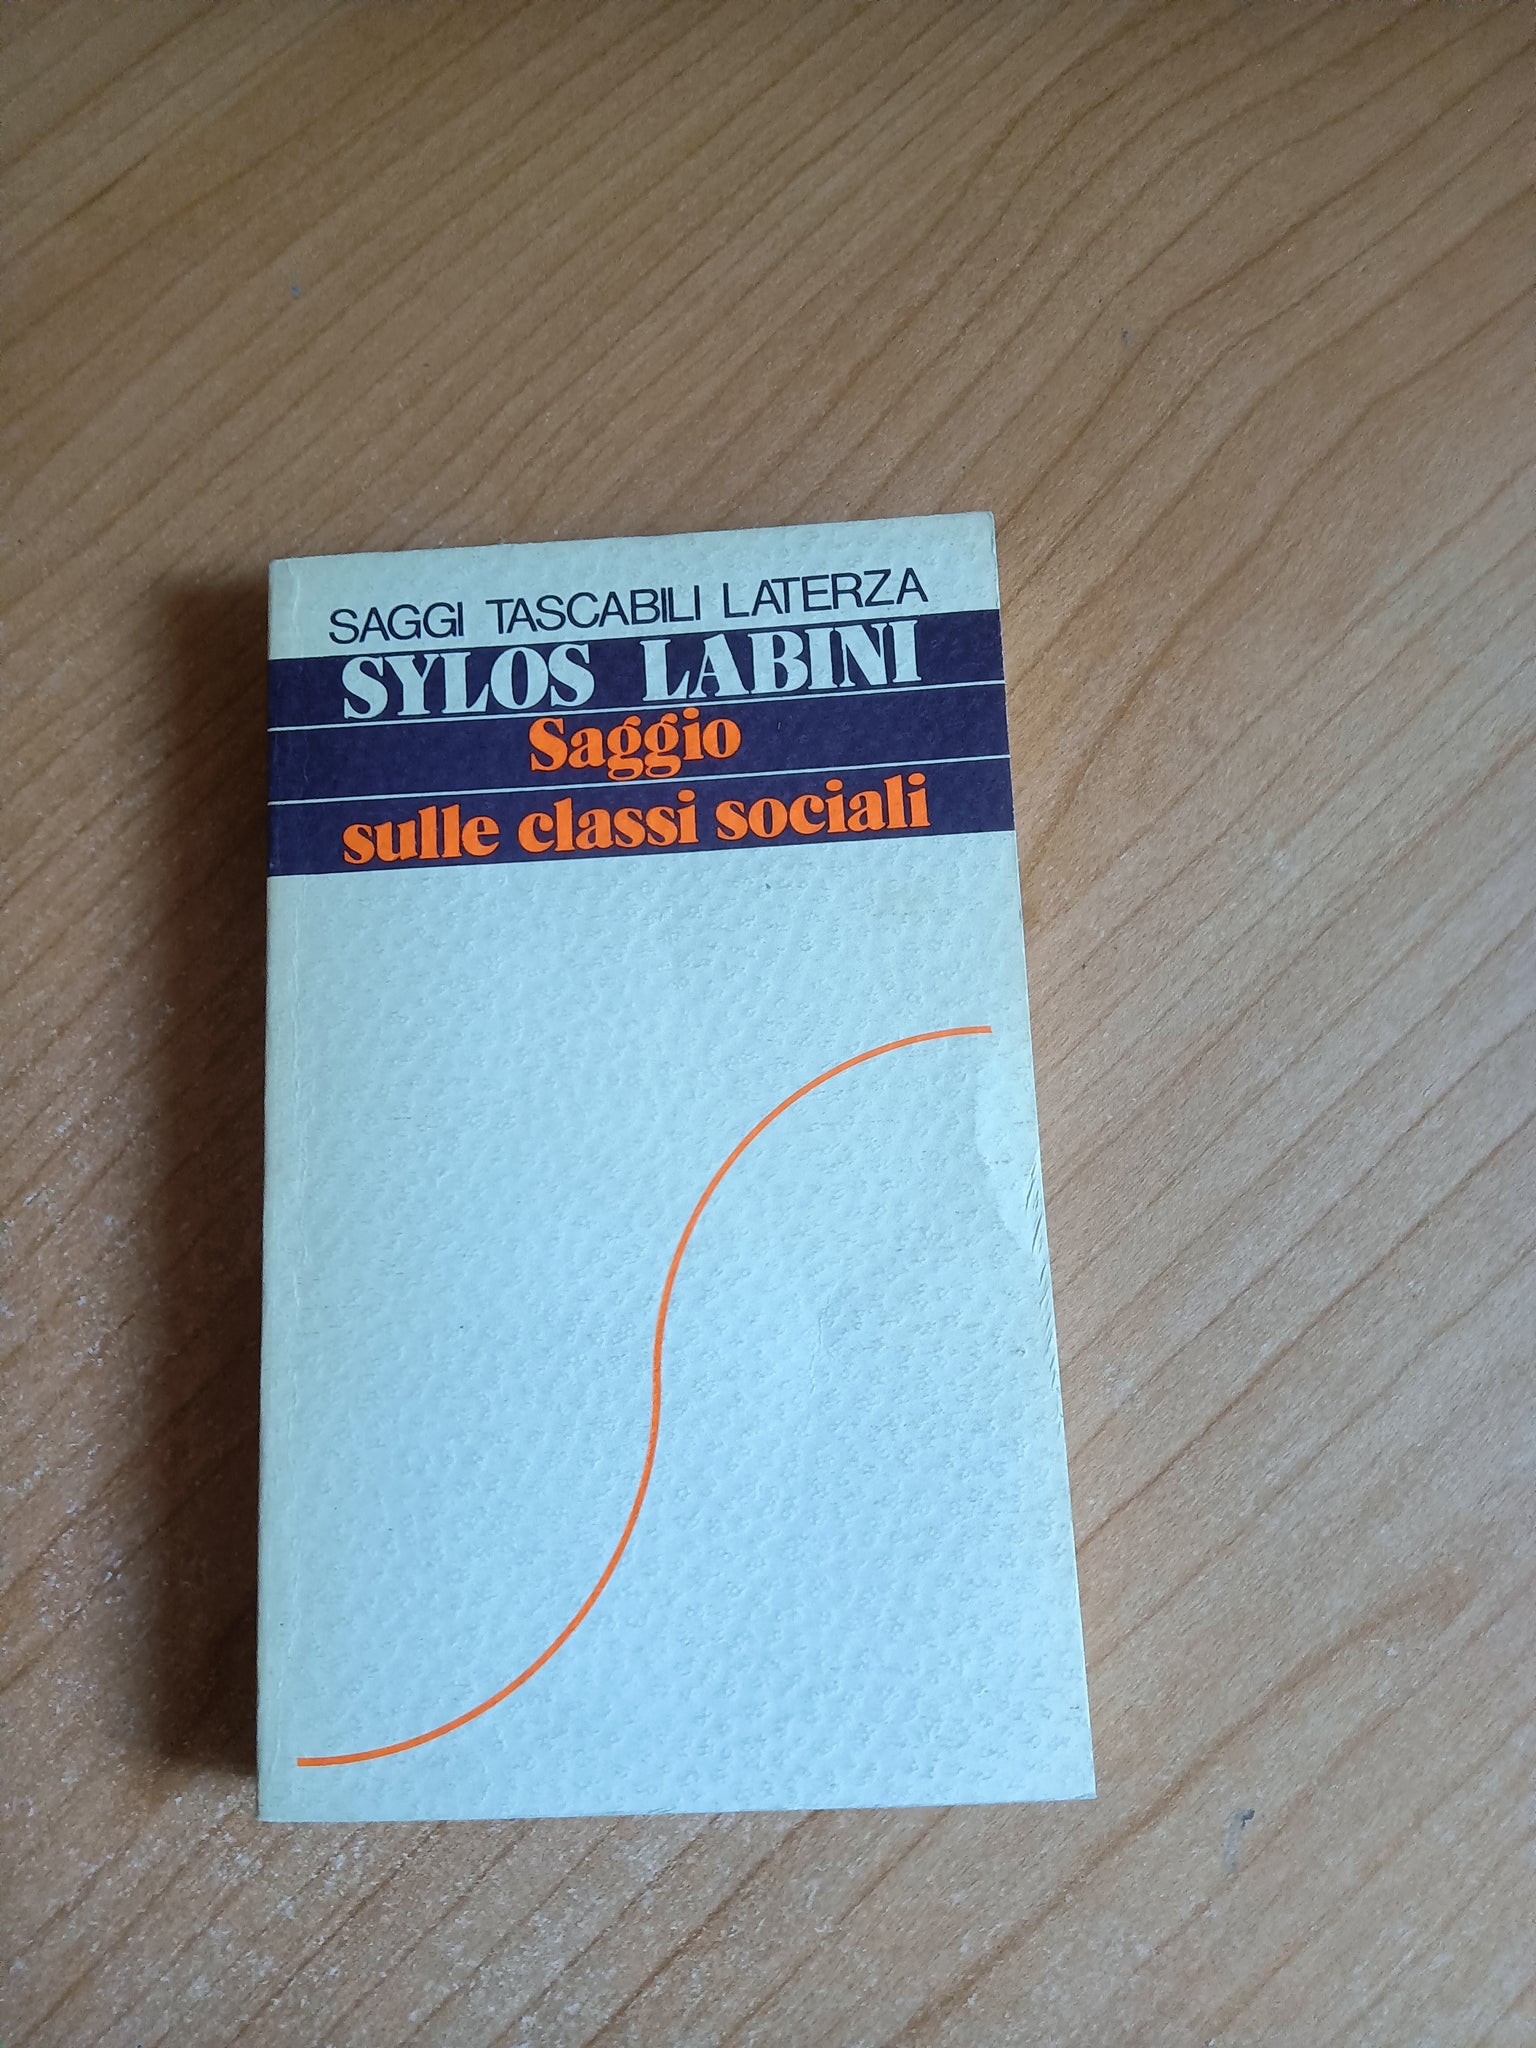 SAGGI TASCABILI LATERZA
SYLOS LABINI
Saggio
sulle classi sociali